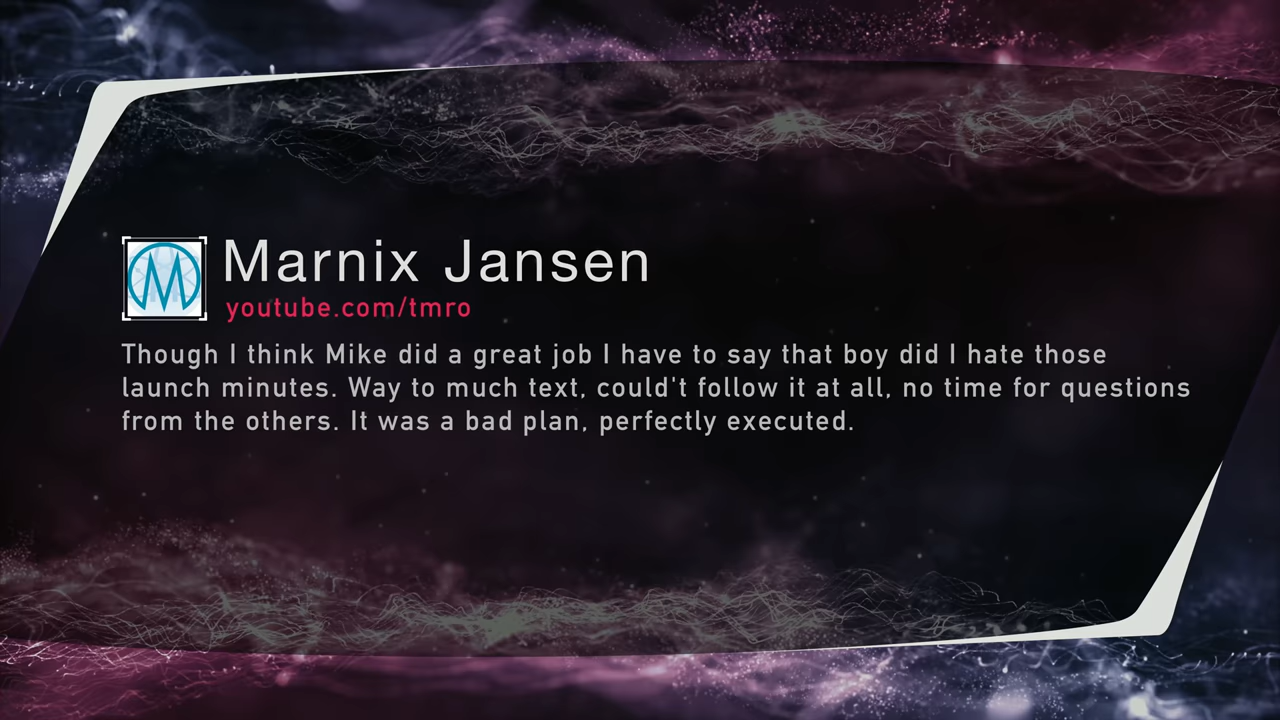 M
Marnix Jansen
youtube.com/tmro
Though I think Mike did a great job I have to say that boy did I hate those
launch minutes. Way to much text, could't follow it at all, no time for questions
from the others. It was a bad plan, perfectly executed.